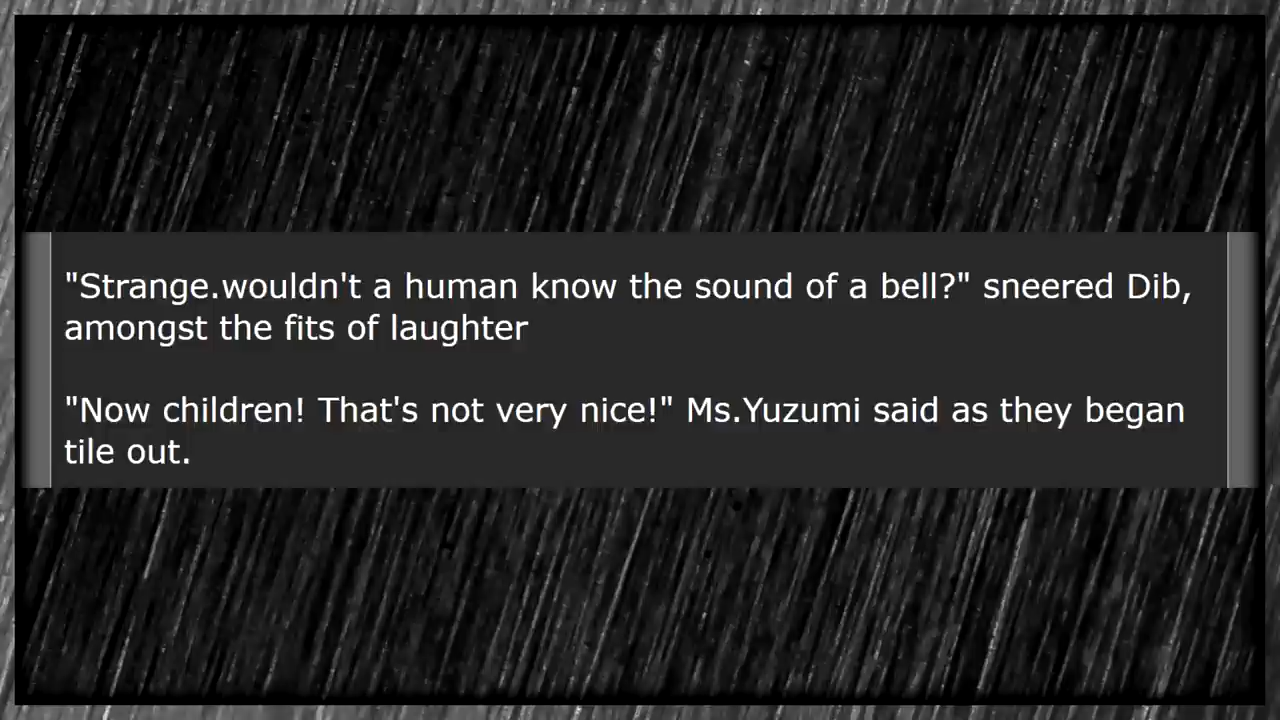 "Strange.wouldn't a human know the sound of a bell?" sneered Dib,
amongst the fits of laughter
"Now children! That's not very nice!" Ms.Yuzumi said as they began
tile out.